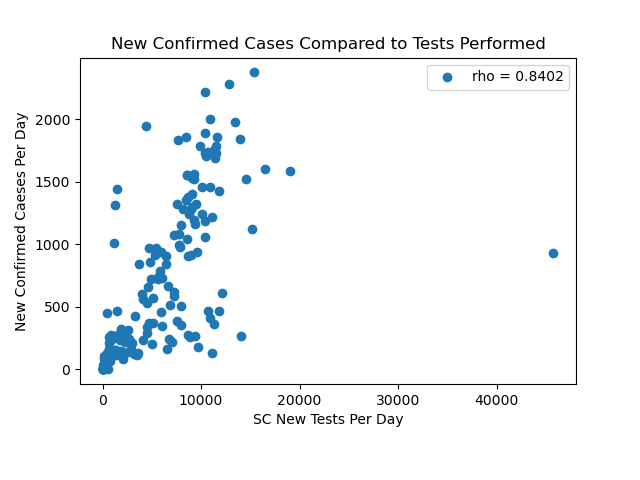 New Confirmed Cases Compared to Tests Performed
rho = 0.8402
New Confirmed Caeses Per Day
2000
1500
1000
500
0
0 10000 20000 30000 40000
SC New Tests Per Day